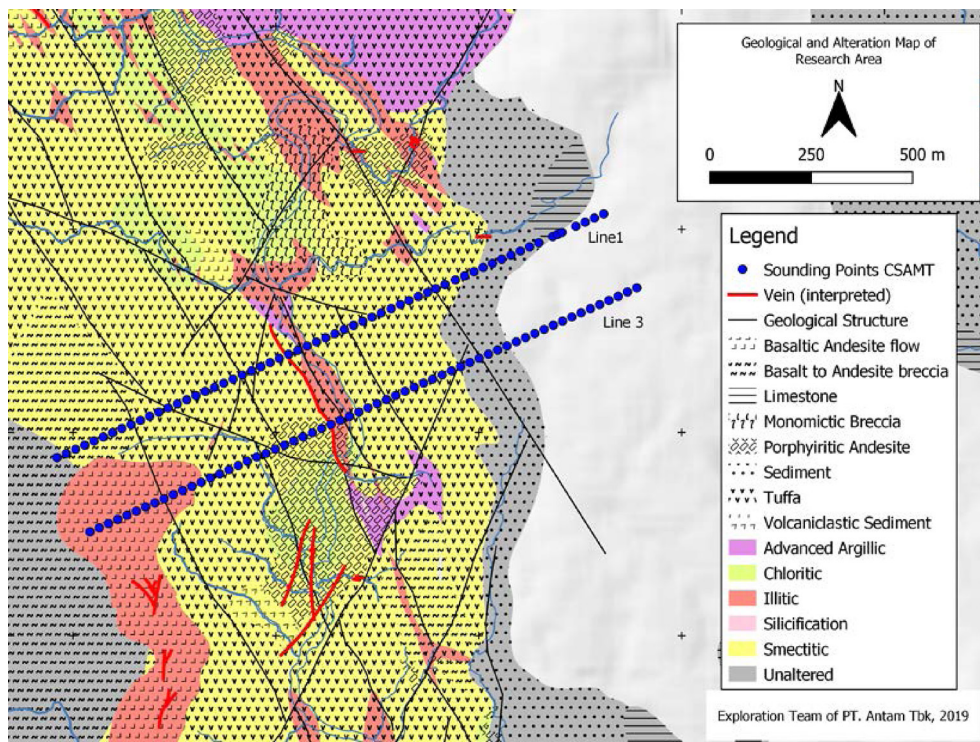 Geological and Alteration Map of
Research Area
N
0 250 500 m
Line1
Line 3
Legend
Sounding Points CSAMT
Vein (interpreted)
Geological Structure
Basaltic Andesite flow
Basalt to Andesite breccia
Limestone
Monomictic Breccia
Porphyiritic Andesite
Sediment
Tuffa
Volcaniclastic Sediment
Advanced Argillic
Chloritic
Illitic
Silicification
Smectitic
Unaltered
Exploration Team of PT. Antam Tbk, 2019